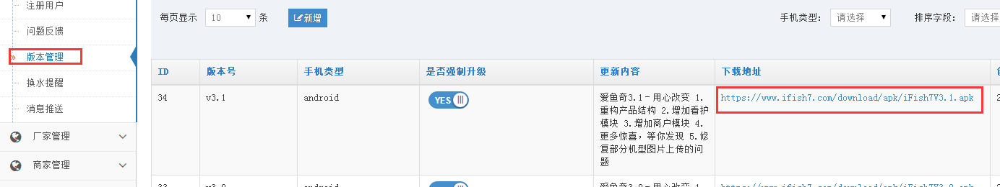 注册用户
每页显示 10 条 新增 手机类型： 请选择 排序字段： 请选择
问题反馈
版本管理
ID 版本号 手机类型 是否强制升级 更新内容 下载地址
换水提醒
34 v3.1 android YES 爱鱼奇3.1－用心改变 1. https://www.ifish7.com/download/apk/iFish7V3.1.apk
重构产品结构 2.增加看护
消息推送
模块 3.增加商户模块 4.
厂家管理
更多惊喜，等你发现 5.修
复部分机型图片上传的问
题
商家管理